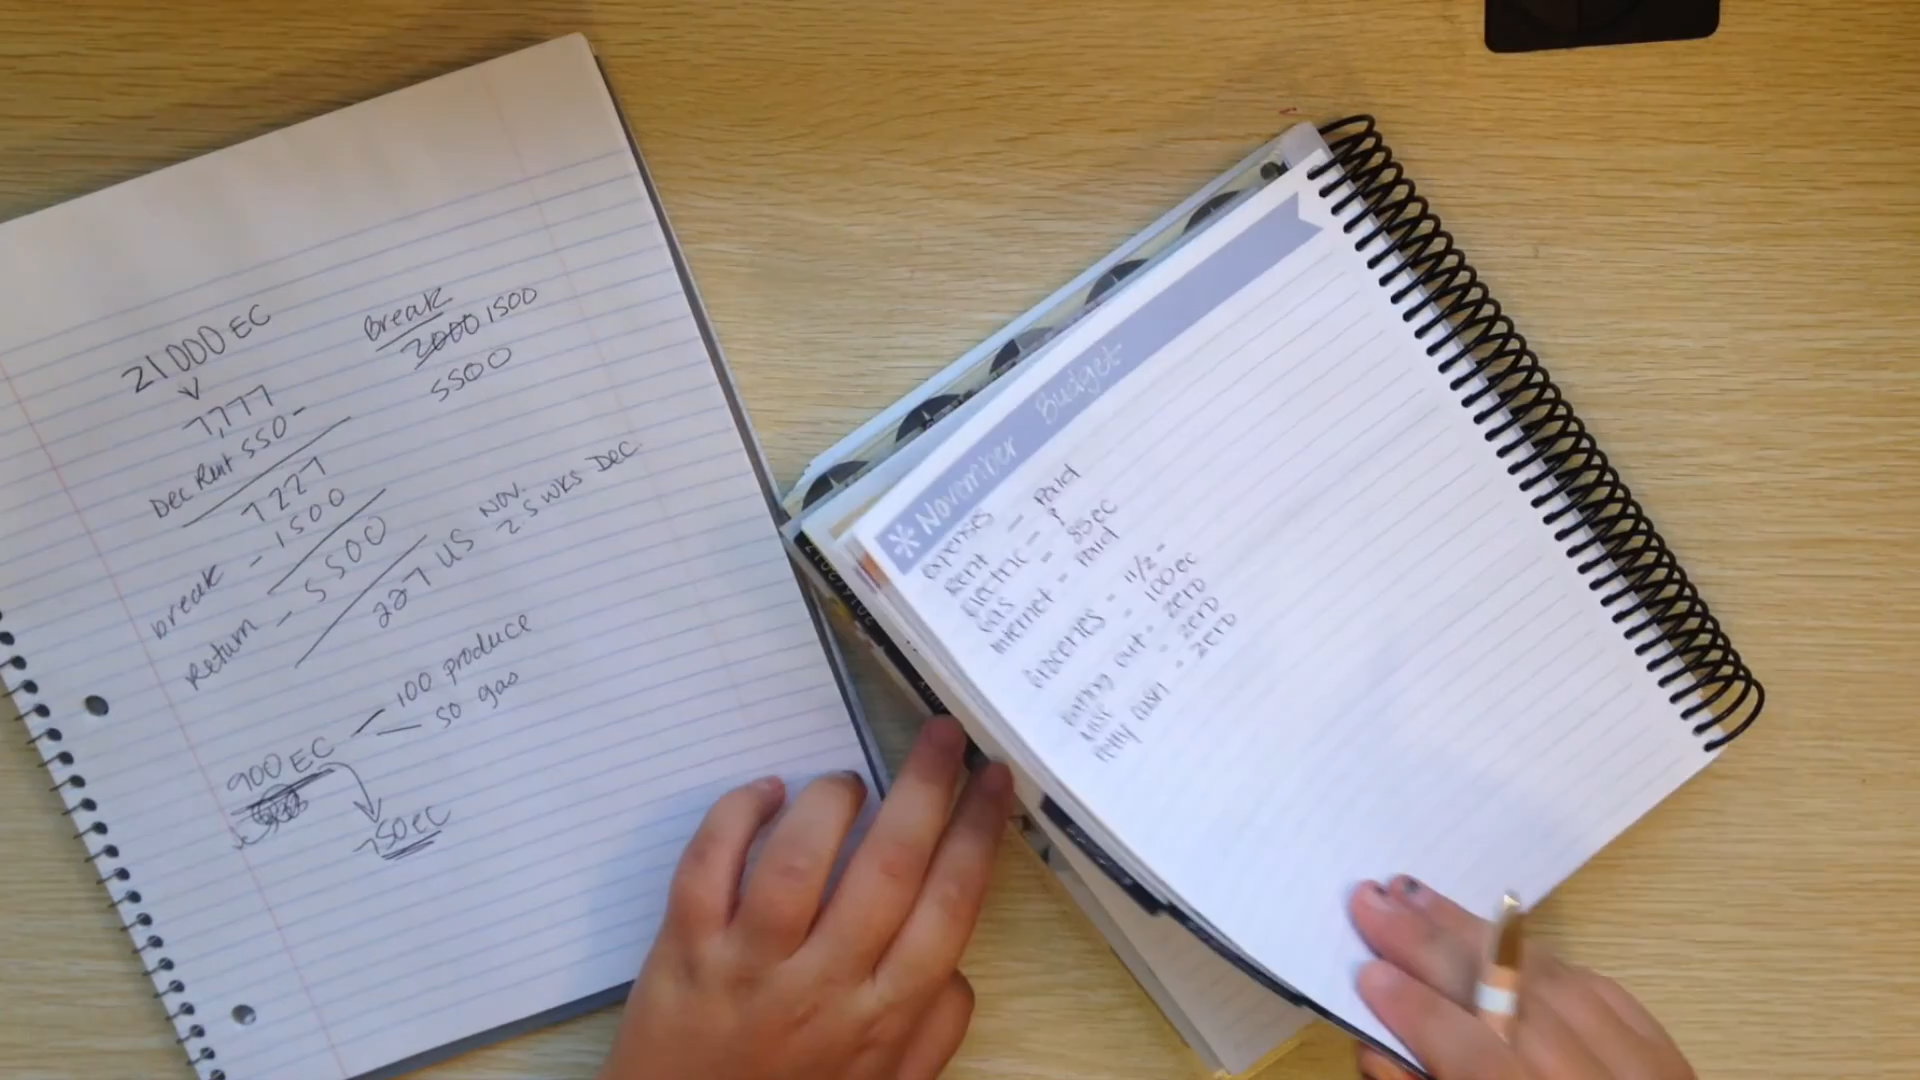 21000 EC
7,777
Dec Rent 550 -
7227
break - 1500
return - 5500
227 US NOV.
2.5 wks Dec.
Break
2000 1500
5500
900 EC
100 produce
50 gas
750 EC
*November Budget
Expenses
Rent - Paid
Electric - ?
Gas - 85 ec
Internet - Paid
Groceries - 11/2 -
- 100 ec
Eating out - zero
Misc - zero
Petty cash - zero